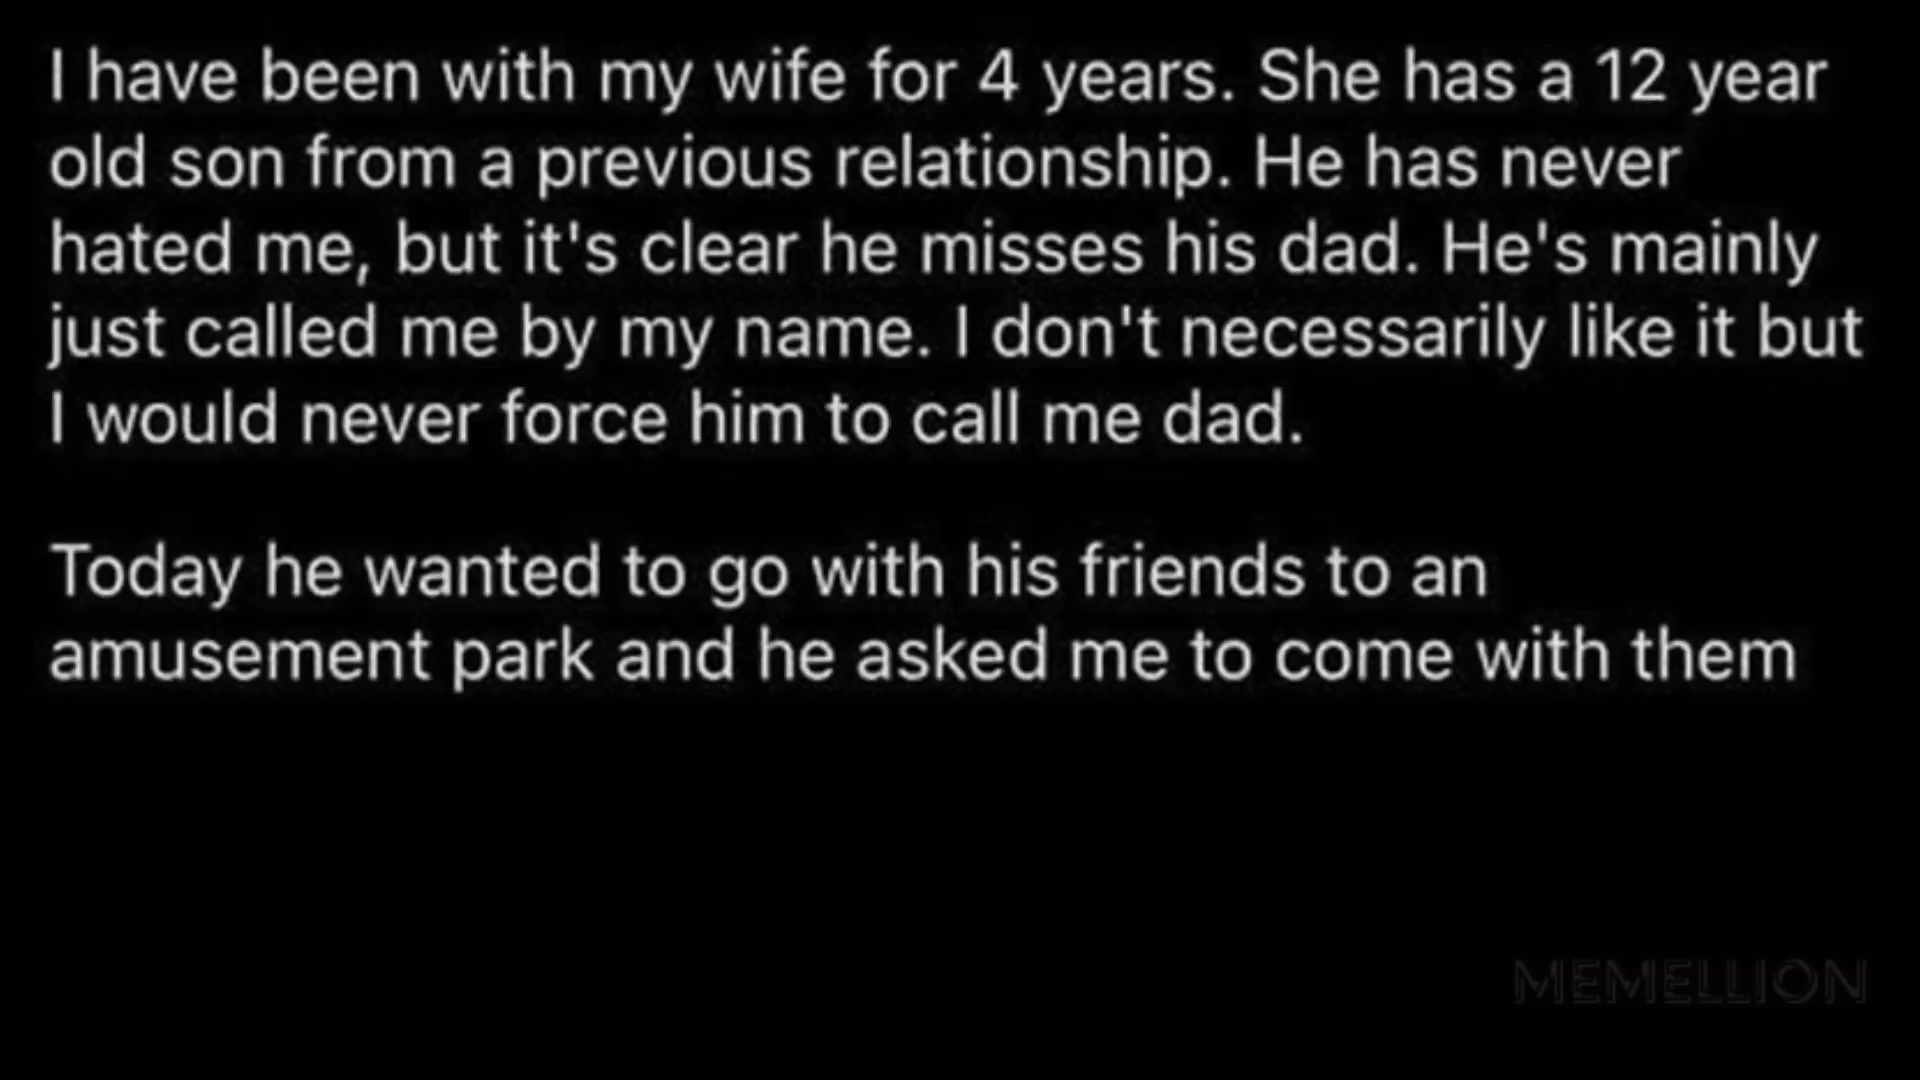 I have been with my wife for 4 years. She has a 12 year
old son from a previous relationship. He has never
hated me, but it's clear he misses his dad. He's mainly
just called me by my name. I don't necessarily like it but
I would never force him to call me dad.
Today he wanted to go with his friends to an
amusement park and he asked me to come with them
MEMELLION